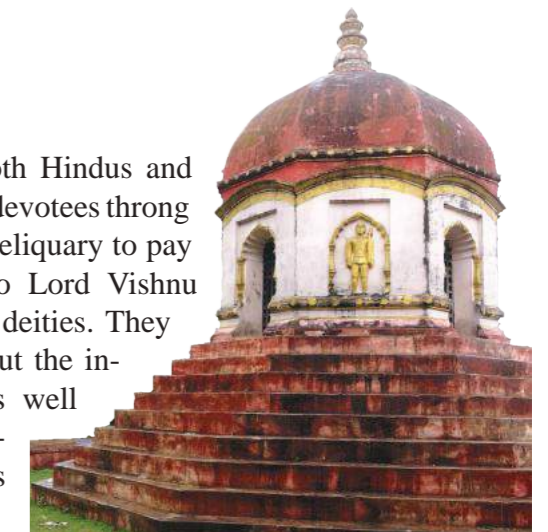 oth Hindus and
devotees throng
eliquary to pay
o Lord Vishnu
deities. They
ut the in-
s well
-
s